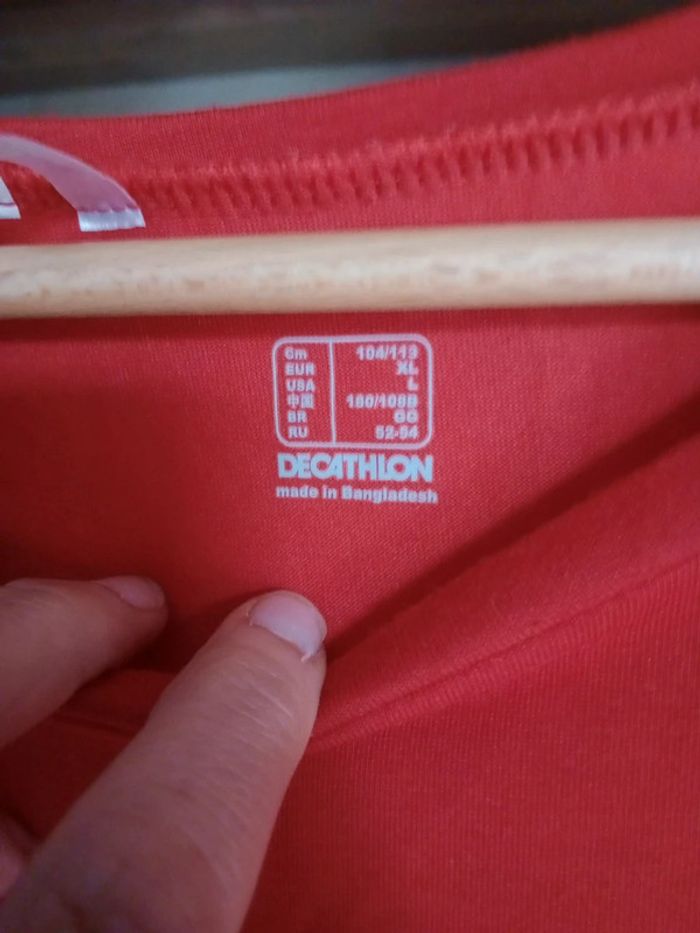 Cm 104/113
EUR XL
USA L
中国 180/108B
BR GG
RU 52-54
DECATHLON
made in Bangladesh